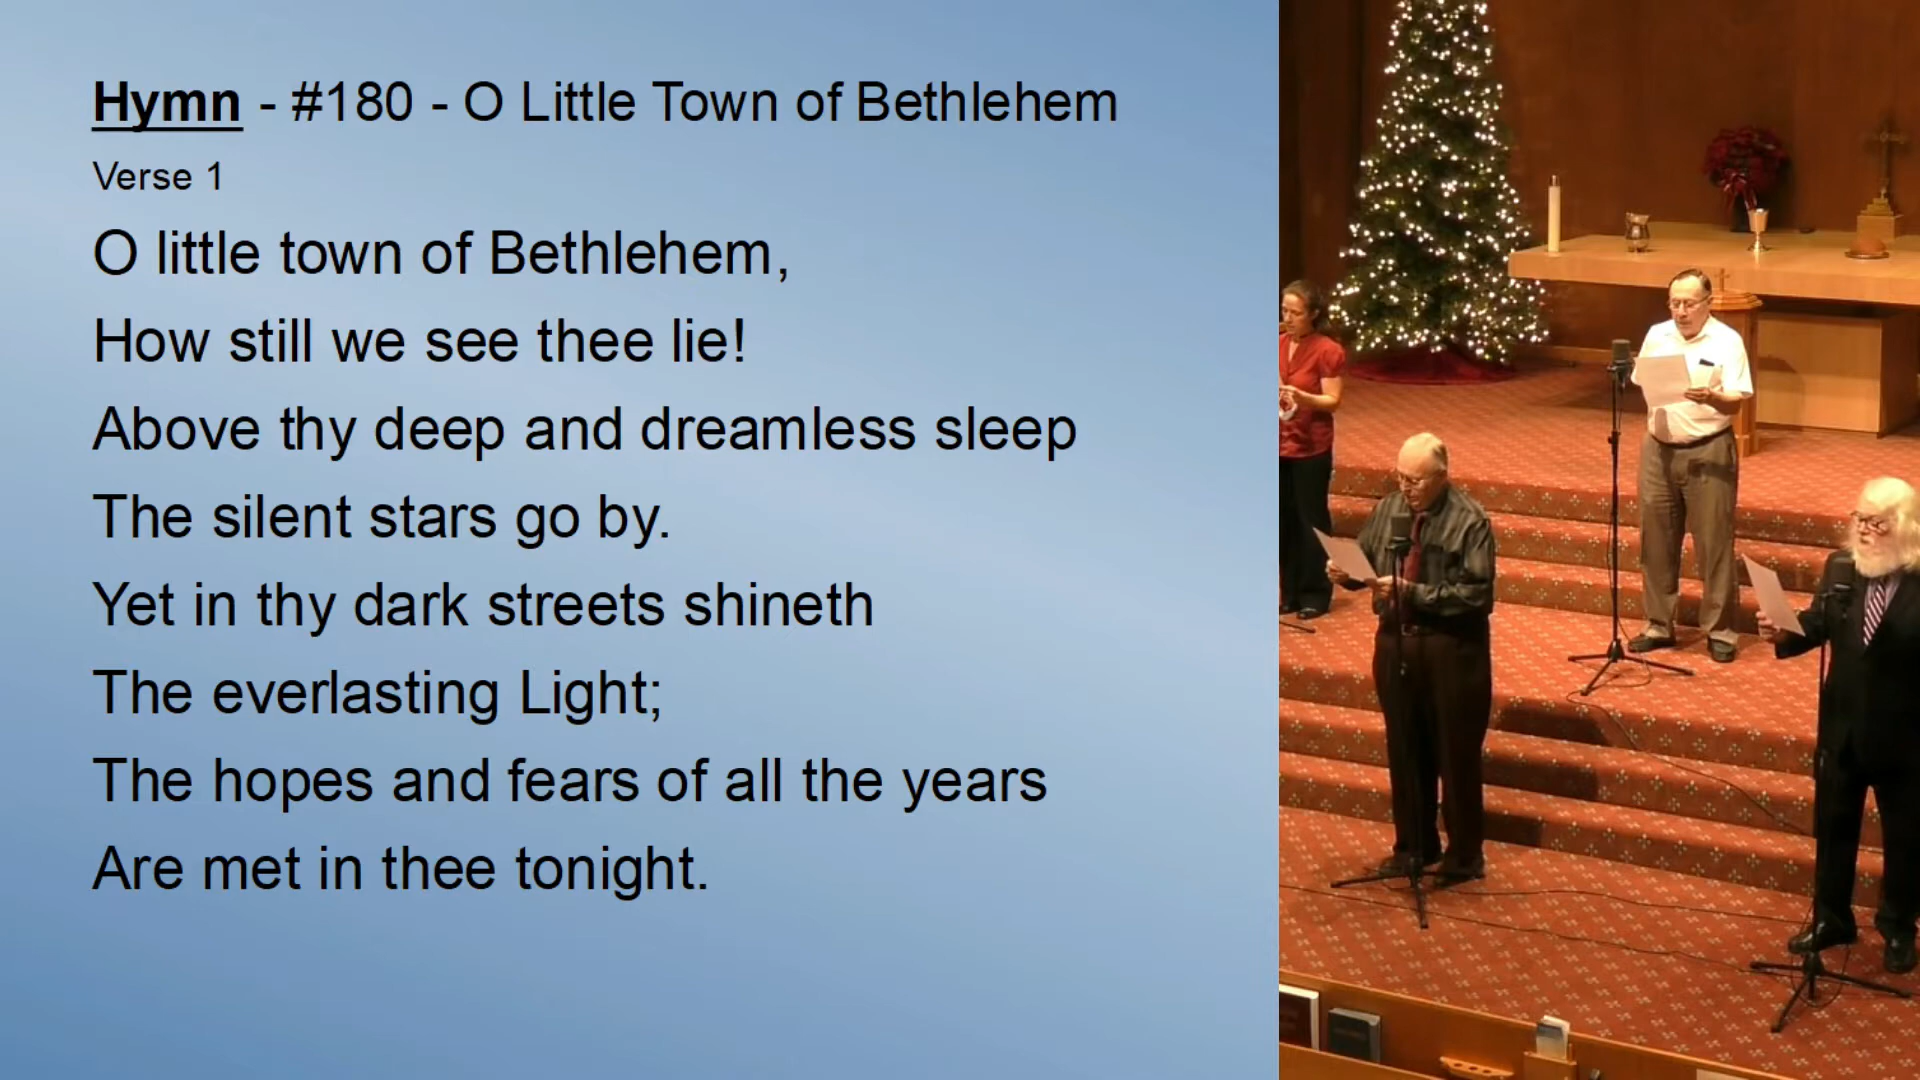 Hymn - #180 - O Little Town of Bethlehem
Verse 1
O little town of Bethlehem,
How still we see thee lie!
Above thy deep and dreamless sleep
The silent stars go by.
Yet in thy dark streets shineth
The everlasting Light;
The hopes and fears of all the years
Are met in thee tonight.